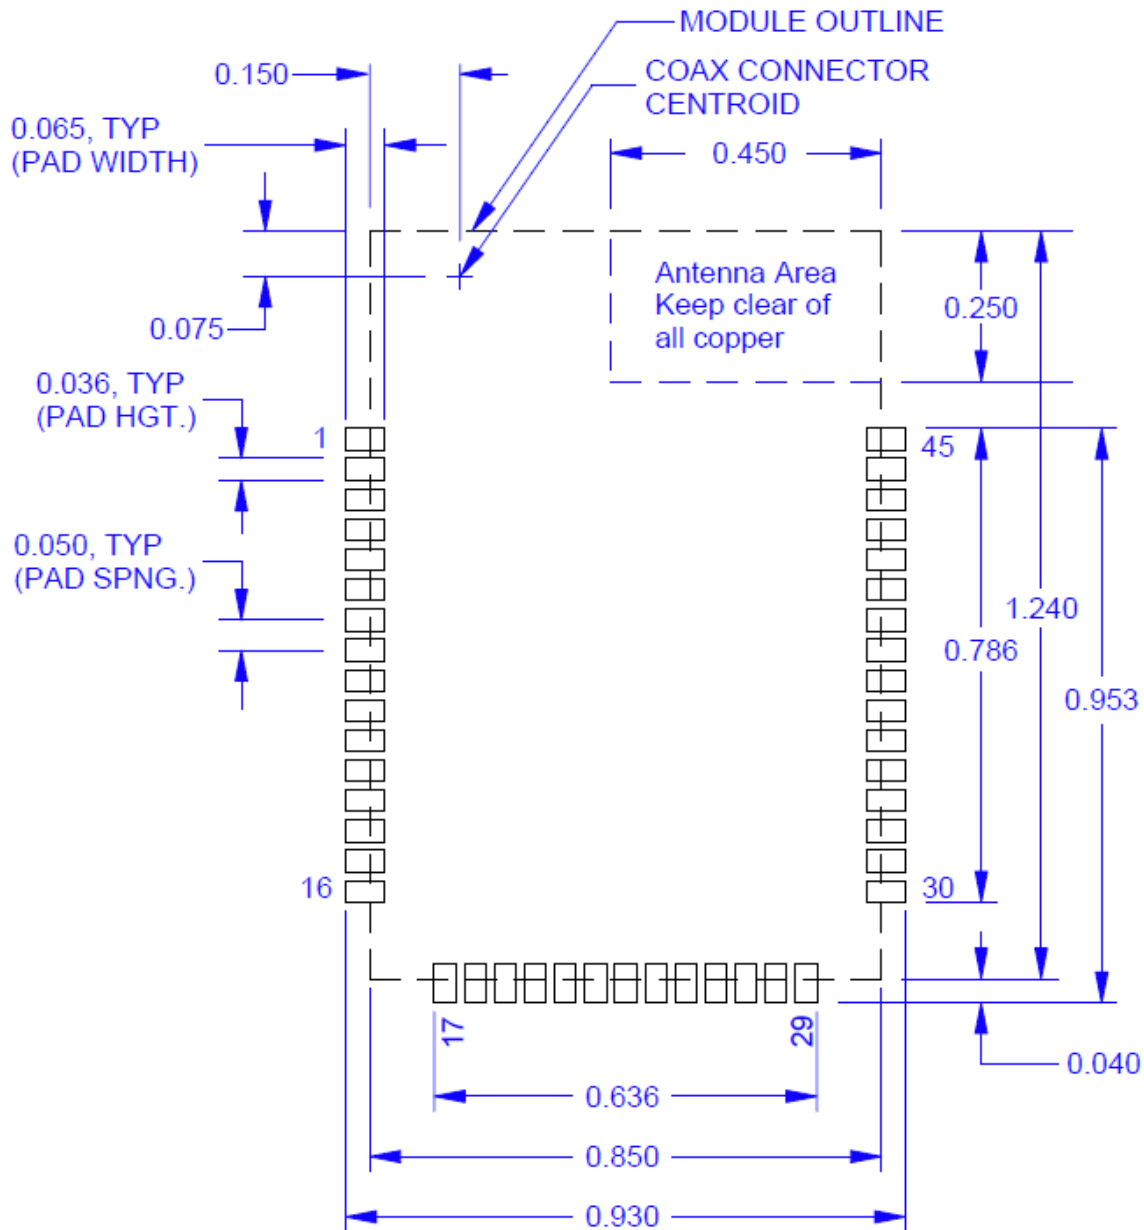 MODULE OUTLINE
0.150
COAX CONNECTOR
CENTROID
0.065, TYP
(PAD WIDTH)
0.450
Antenna Area
Keep clear of
all copper
0.250
0.075
0.036, TYP
(PAD HGT.)
1
45
0.050, TYP
(PAD SPNG.)
1.240
0.786
0.953
16
30
17
29
0.040
0.636
0.850
0.930